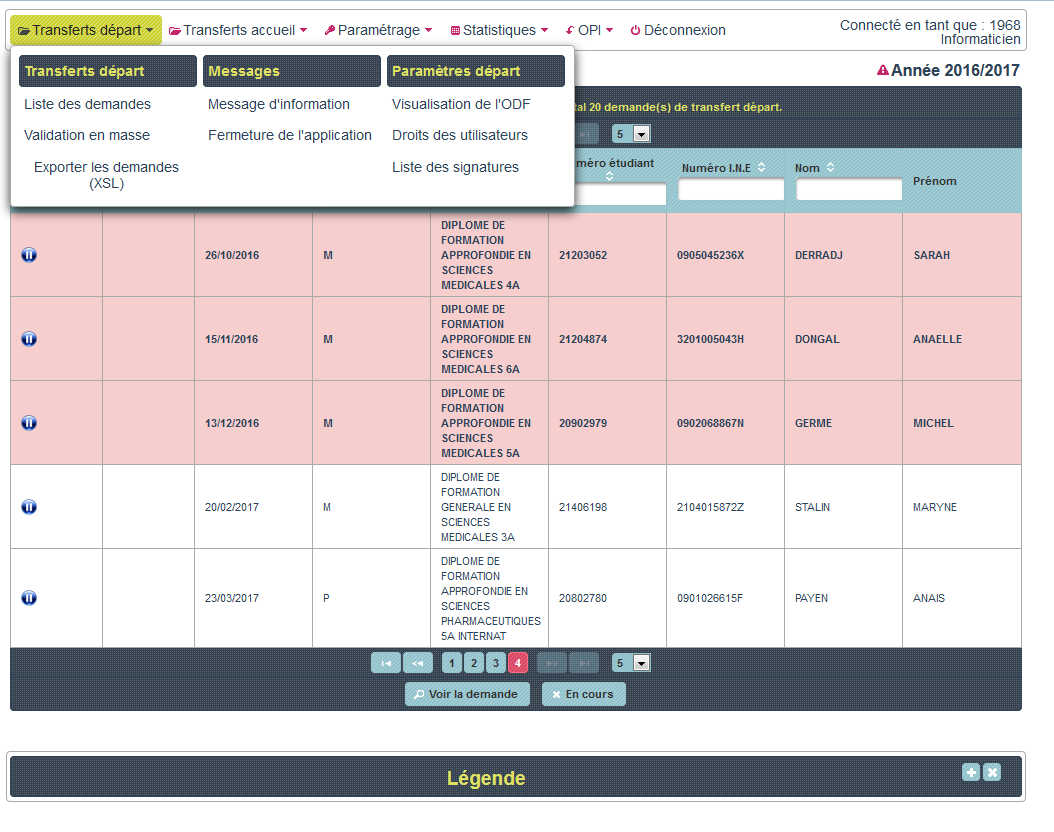 Transferts départ Transferts accueil Paramétrage Statistiques OPI Déconnexion Connecté en tant que : 1968
Informaticien
Transferts départ Messages Paramètres départ
Année 2016/2017
Liste des demandes Message d'information Visualisation de l'ODF
tal 20 demande(s) de transfert départ.
Validation en masse Fermeture de l'application Droits des utilisateurs
5
Exporter les demandes
(XSL)
Liste des signatures
méro étudiant Numéro I.N.E Nom Prénom
26/10/2016 M DIPLOME DE
FORMATION
APPROFONDIE EN
SCIENCES
MEDICALES 4A
21203052 0905045236X DERRADJ SARAH
15/11/2016 M DIPLOME DE
FORMATION
APPROFONDIE EN
SCIENCES
MEDICALES 6A
21204874 3201005043H DONGAL ANAELLE
13/12/2016 M DIPLOME DE
FORMATION
APPROFONDIE EN
SCIENCES
MEDICALES 5A
20902979 0902068867N GERME MICHEL
20/02/2017 M DIPLOME DE
FORMATION
GENERALE EN
SCIENCES
MEDICALES 3A
21406198 2104015872Z STALIN MARYNE
23/03/2017 P DIPLOME DE
FORMATION
APPROFONDIE EN
SCIENCES
PHARMACEUTIQUES
5A INTERNAT
20802780 0901026615F PAYEN ANAIS
1 2 3 4 5
Voir la demande En cours
Légende